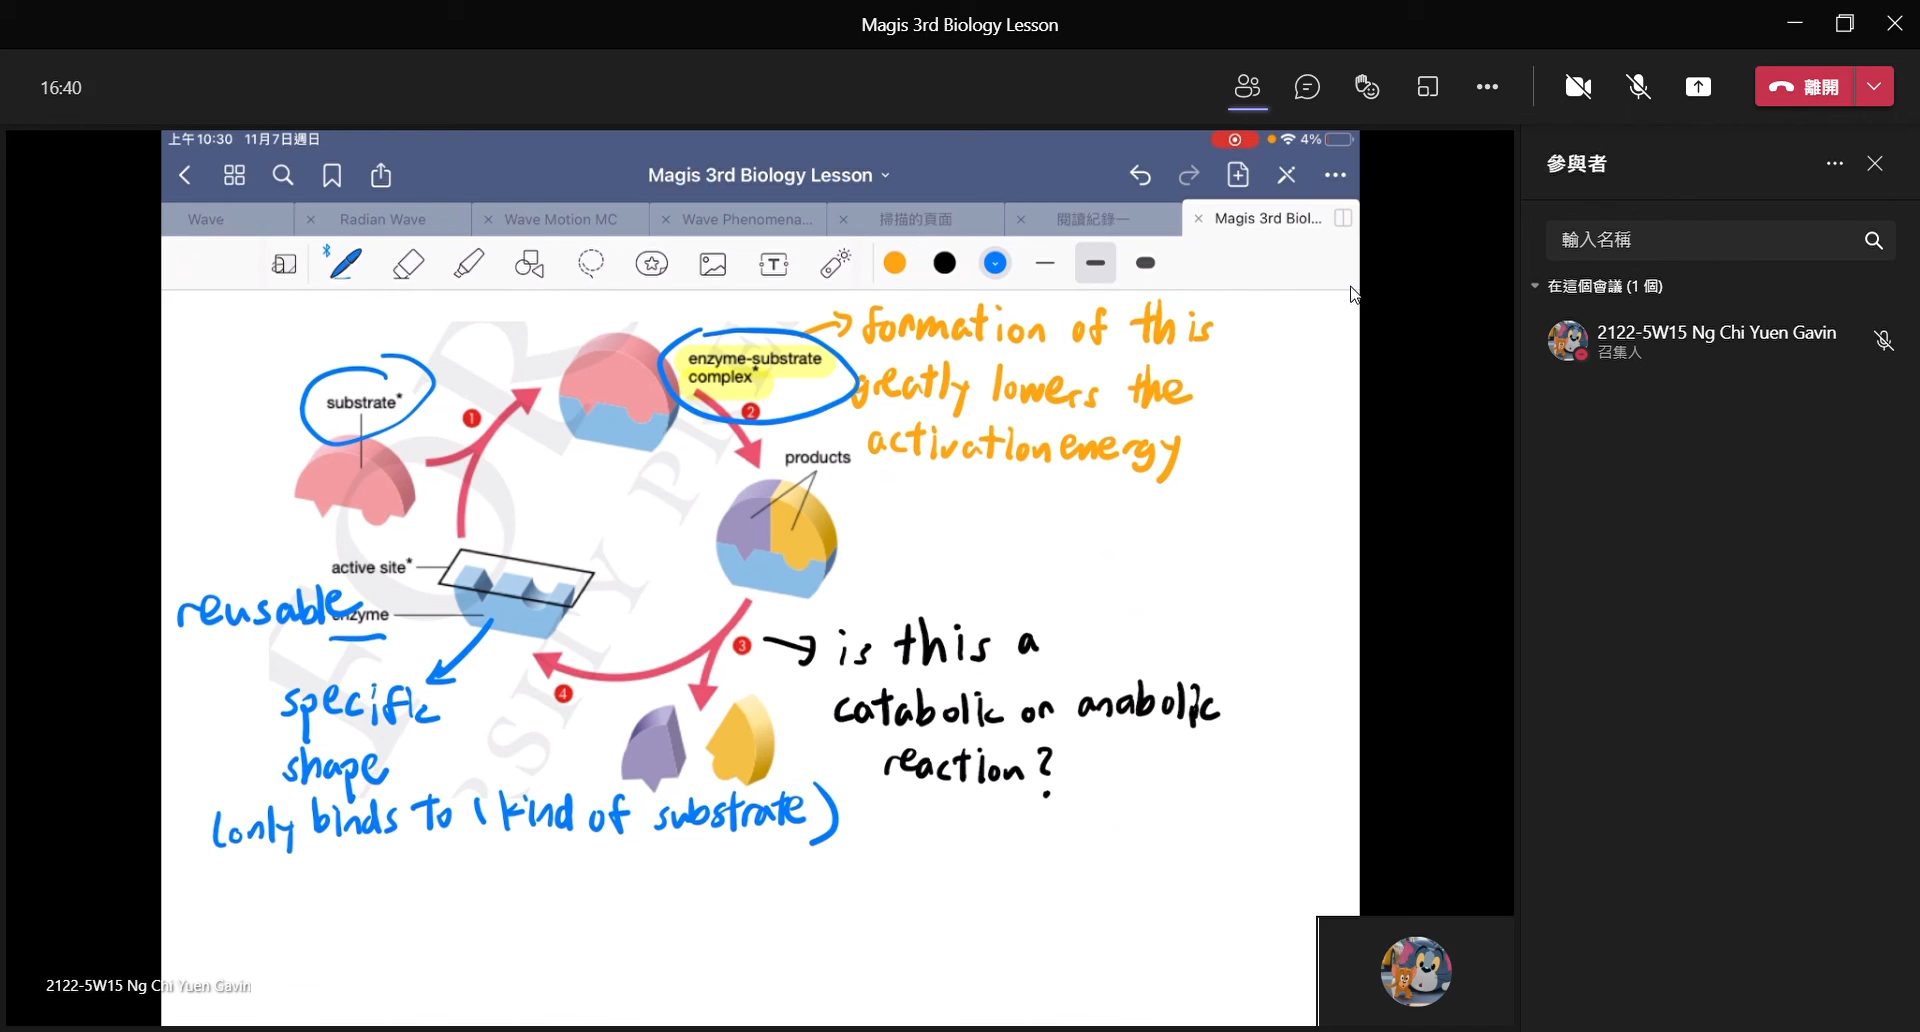 Magis 3rd Biology Lesson
16:40
離開
上午10:30 11月7日週日
4%
Magis 3rd Biology Lesson
Wave
Radian Wave
Wave Motion MC
Wave Phenomena...
掃描的頁面
閱讀紀錄一
Magis 3rd Biol...
formation of this
greatly lowers the
activation energy
enzyme-substrate
complex*
substrate*
1
2
products
active site*
reusable
enzyme
3
is this a
catabolic or anabolic
reaction?
4
specific
shape
(only binds to 1 kind of substrate)
2122-5W15 Ng Chi Yuen Gavin
參與者
輸入名稱
在這個會議 (1 個)
2122-5W15 Ng Chi Yuen Gavin
召集人